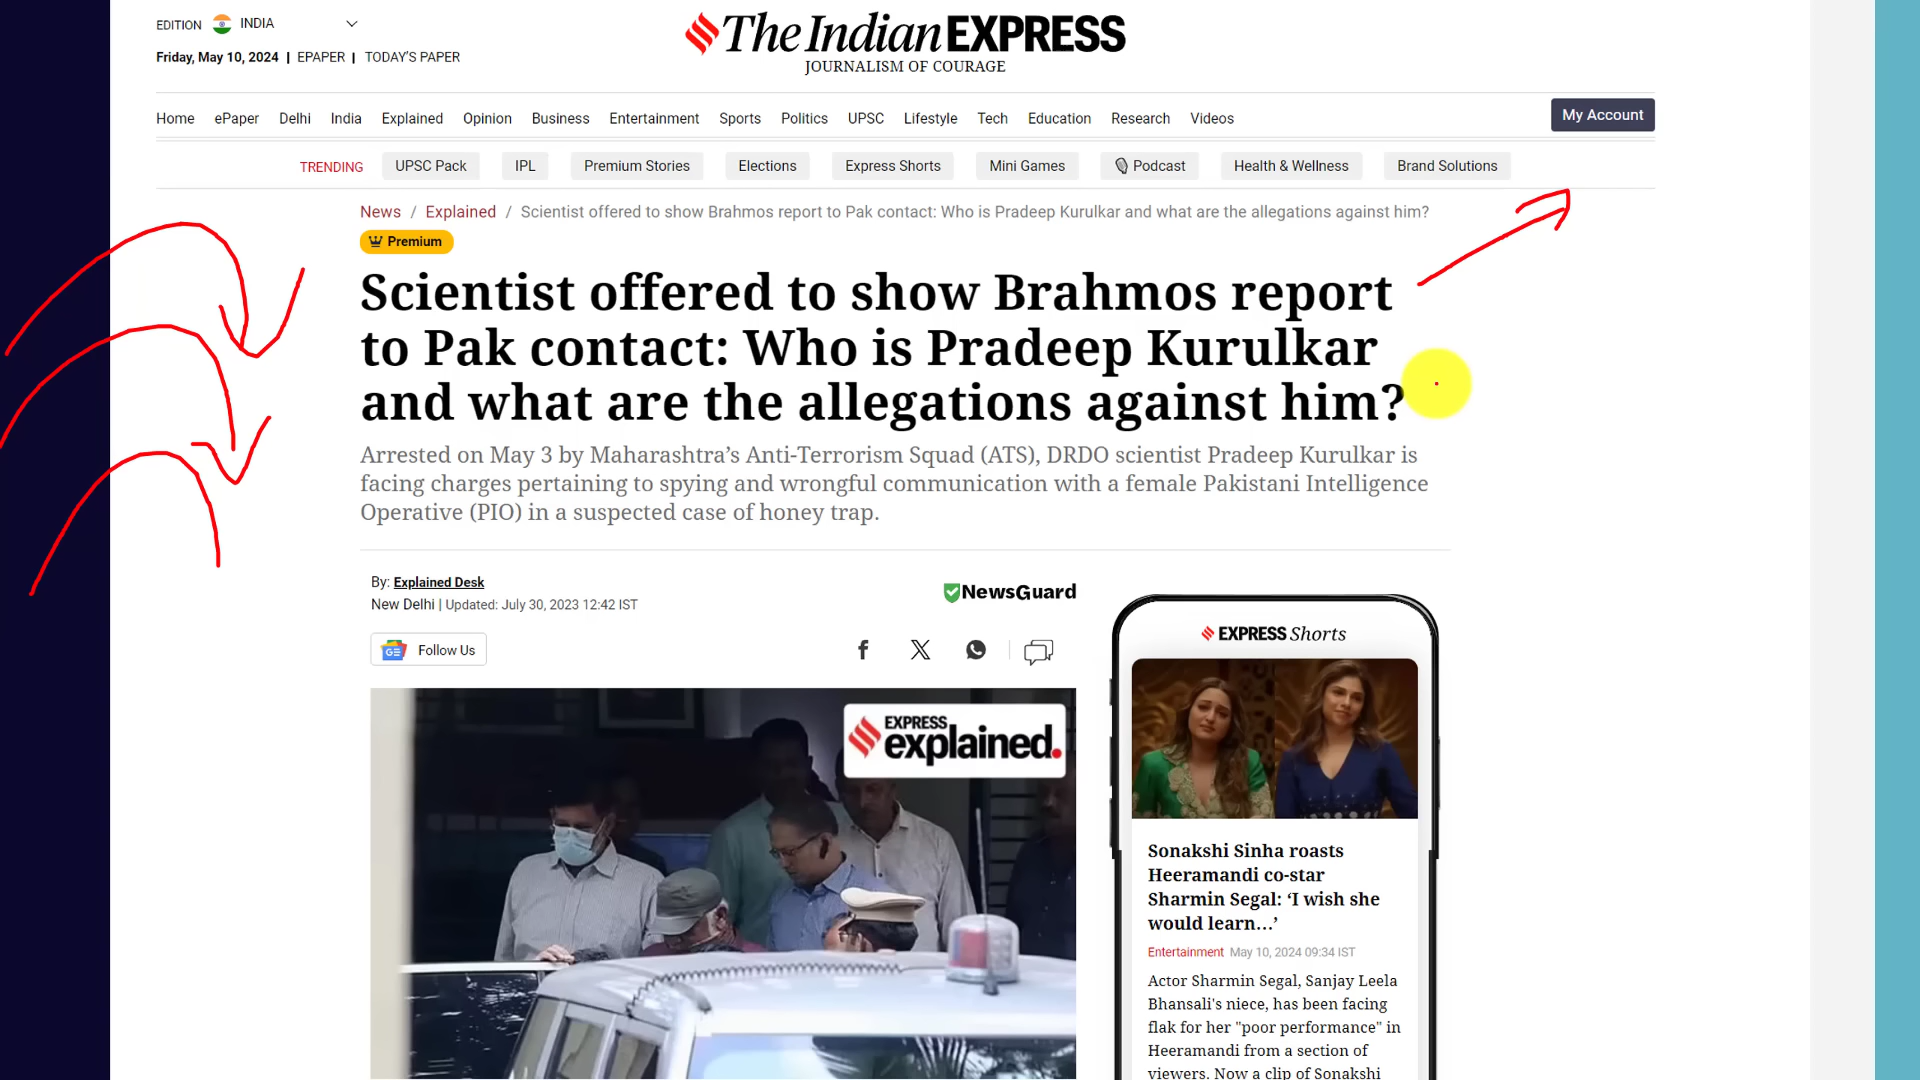 EDITION INDIA
Friday, May 10, 2024 | EPAPER | TODAY'S PAPER
The Indian EXPRESS
JOURNALISM OF COURAGE
Home ePaper Delhi India Explained Opinion Business Entertainment Sports Politics UPSC Lifestyle Tech Education Research Videos
My Account
TRENDING UPSC Pack IPL Premium Stories Elections Express Shorts Mini Games Podcast Health & Wellness Brand Solutions
News / Explained / Scientist offered to show Brahmos report to Pak contact: Who is Pradeep Kurulkar and what are the allegations against him?
Premium
Scientist offered to show Brahmos report
to Pak contact: Who is Pradeep Kurulkar
and what are the allegations against him?
Arrested on May 3 by Maharashtra’s Anti-Terrorism Squad (ATS), DRDO scientist Pradeep Kurulkar is
facing charges pertaining to spying and wrongful communication with a female Pakistani Intelligence
Operative (PIO) in a suspected case of honey trap.
By: Explained Desk
New Delhi | Updated: July 30, 2023 12:42 IST
NewsGuard
GE Follow Us
EXPRESS
explained.
EXPRESS Shorts
Sonakshi Sinha roasts
Heeramandi co-star
Sharmin Segal: ‘I wish she
would learn…’
Entertainment May 10, 2024 09:34 IST
Actor Sharmin Segal, Sanjay Leela
Bhansali's niece, has been facing
flak for her "poor performance" in
Heeramandi from a section of
viewers. Now a clip of Sonakshi